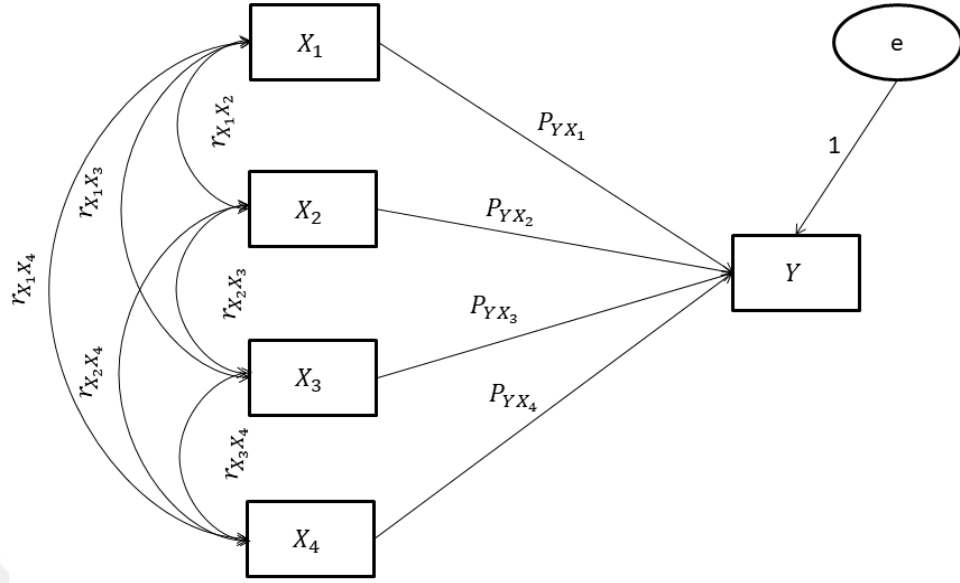 X₁
e
r_{X₁X₂}
P_{YX₁}
1
r_{X₁X₃}
X₂
P_{YX₂}
r_{X₁X₄}
r_{X₂X₃}
Y
P_{YX₃}
r_{X₂X₄}
X₃
P_{YX₄}
r_{X₃X₄}
X₄